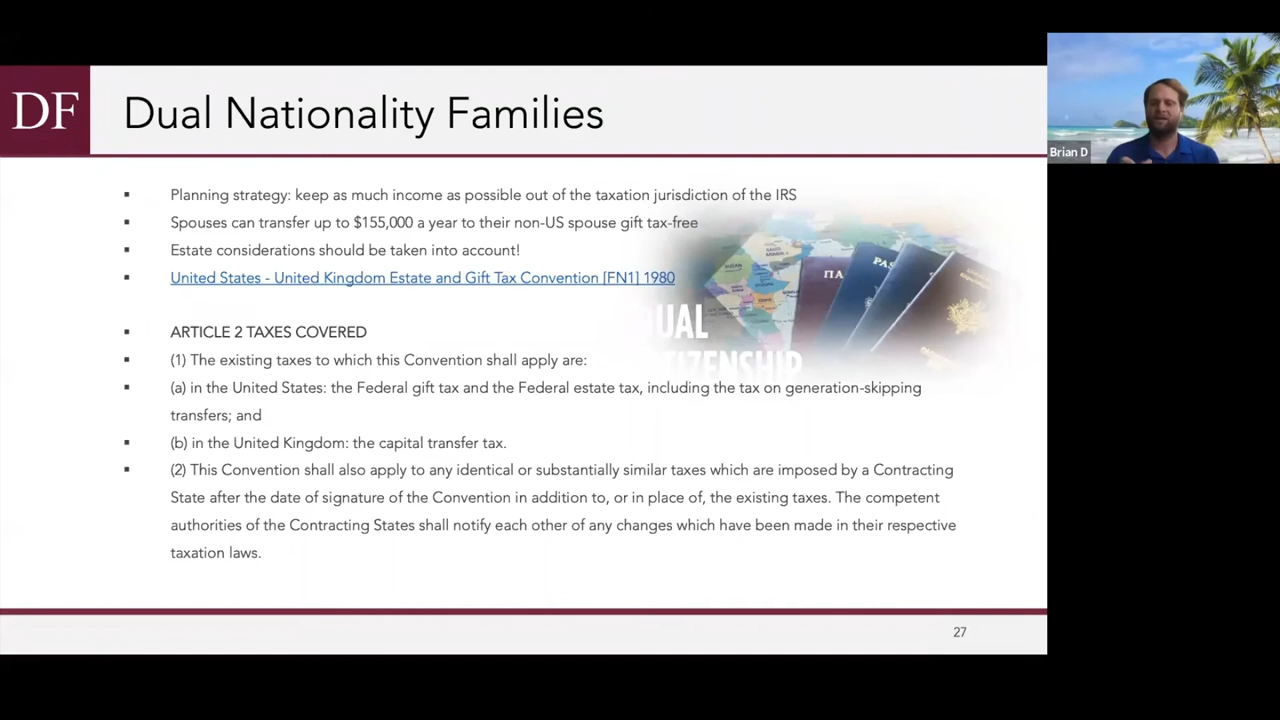 DF
Dual Nationality Families
Brian D
▪ Planning strategy: keep as much income as possible out of the taxation jurisdiction of the IRS
▪ Spouses can transfer up to $155,000 a year to their non-US spouse gift tax-free
▪ Estate considerations should be taken into account!
▪ United States - United Kingdom Estate and Gift Tax Convention [FN1] 1980
UAL
▪ ARTICLE 2 TAXES COVERED
▪ (1) The existing taxes to which this Convention shall apply are:
▪ (a) in the United States: the Federal gift tax and the Federal estate tax, including the tax on generation-skipping
transfers; and
▪ (b) in the United Kingdom: the capital transfer tax.
▪ (2) This Convention shall also apply to any identical or substantially similar taxes which are imposed by a Contracting
State after the date of signature of the Convention in addition to, or in place of, the existing taxes. The competent
authorities of the Contracting States shall notify each other of any changes which have been made in their respective
taxation laws.
27